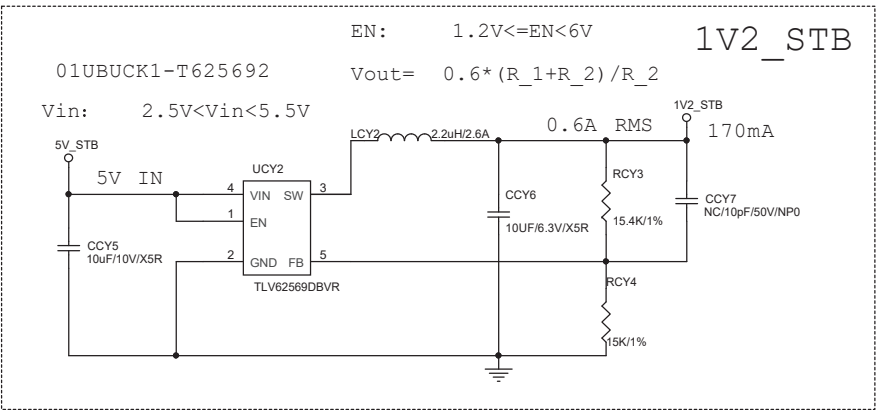 EN: 1.2V<=EN<6V
1V2_STB
01UBUCK1-T625692
Vout= 0.6*(R_1+R_2)/R_2
Vin: 2.5V<Vin<5.5V
1V2_STB
LCY2
2.2uH/2.6A
0.6A RMS
170mA
5V_STB
5V IN
UCY2
4
VIN
SW
3
1
EN
2
GND
FB
5
TLV62569DBVR
CCY5
10uF/10V/X5R
CCY6
10UF/6.3V/X5R
RCY3
15.4K/1%
CCY7
NC/10pF/50V/NP0
RCY4
15K/1%